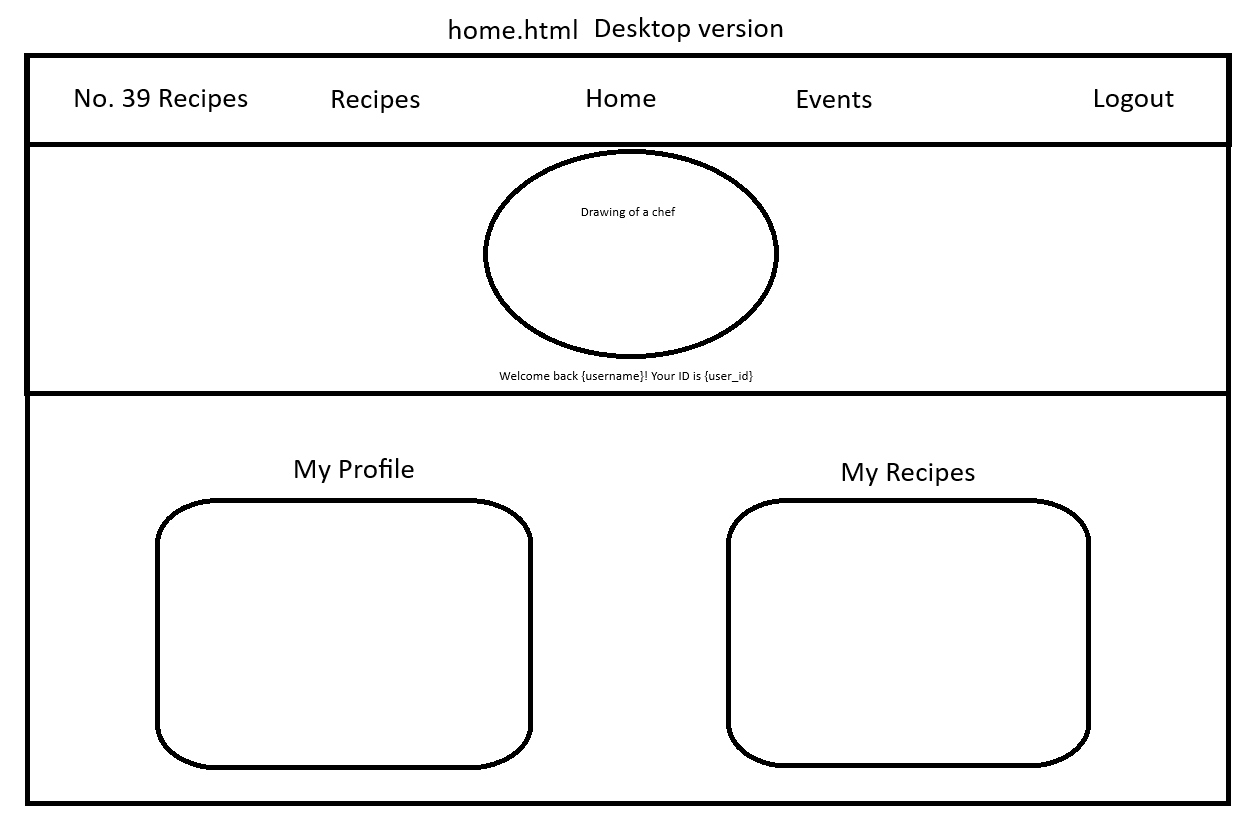 home.html Desktop version
No. 39 Recipes Recipes Home Events Logout
Drawing of a chef
Welcome back {username}! Your ID is {user_id}
My Profile My Recipes